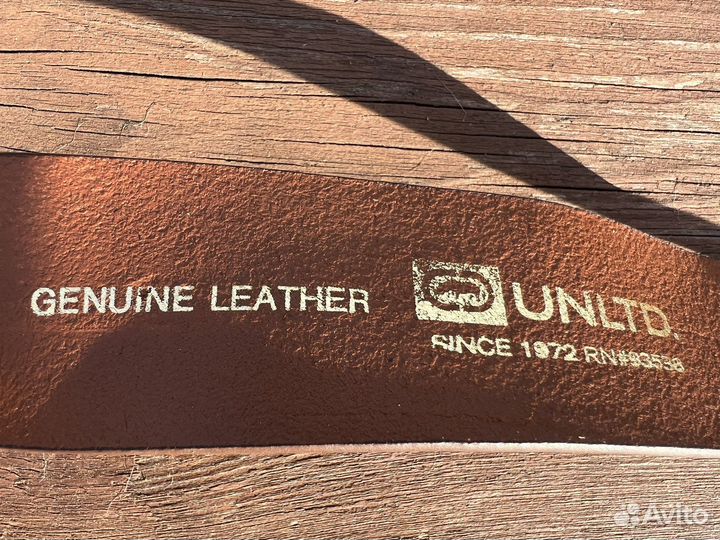 GENUINE LEATHER
UNLTD.
SINCE 1972 RN#93538
Avito